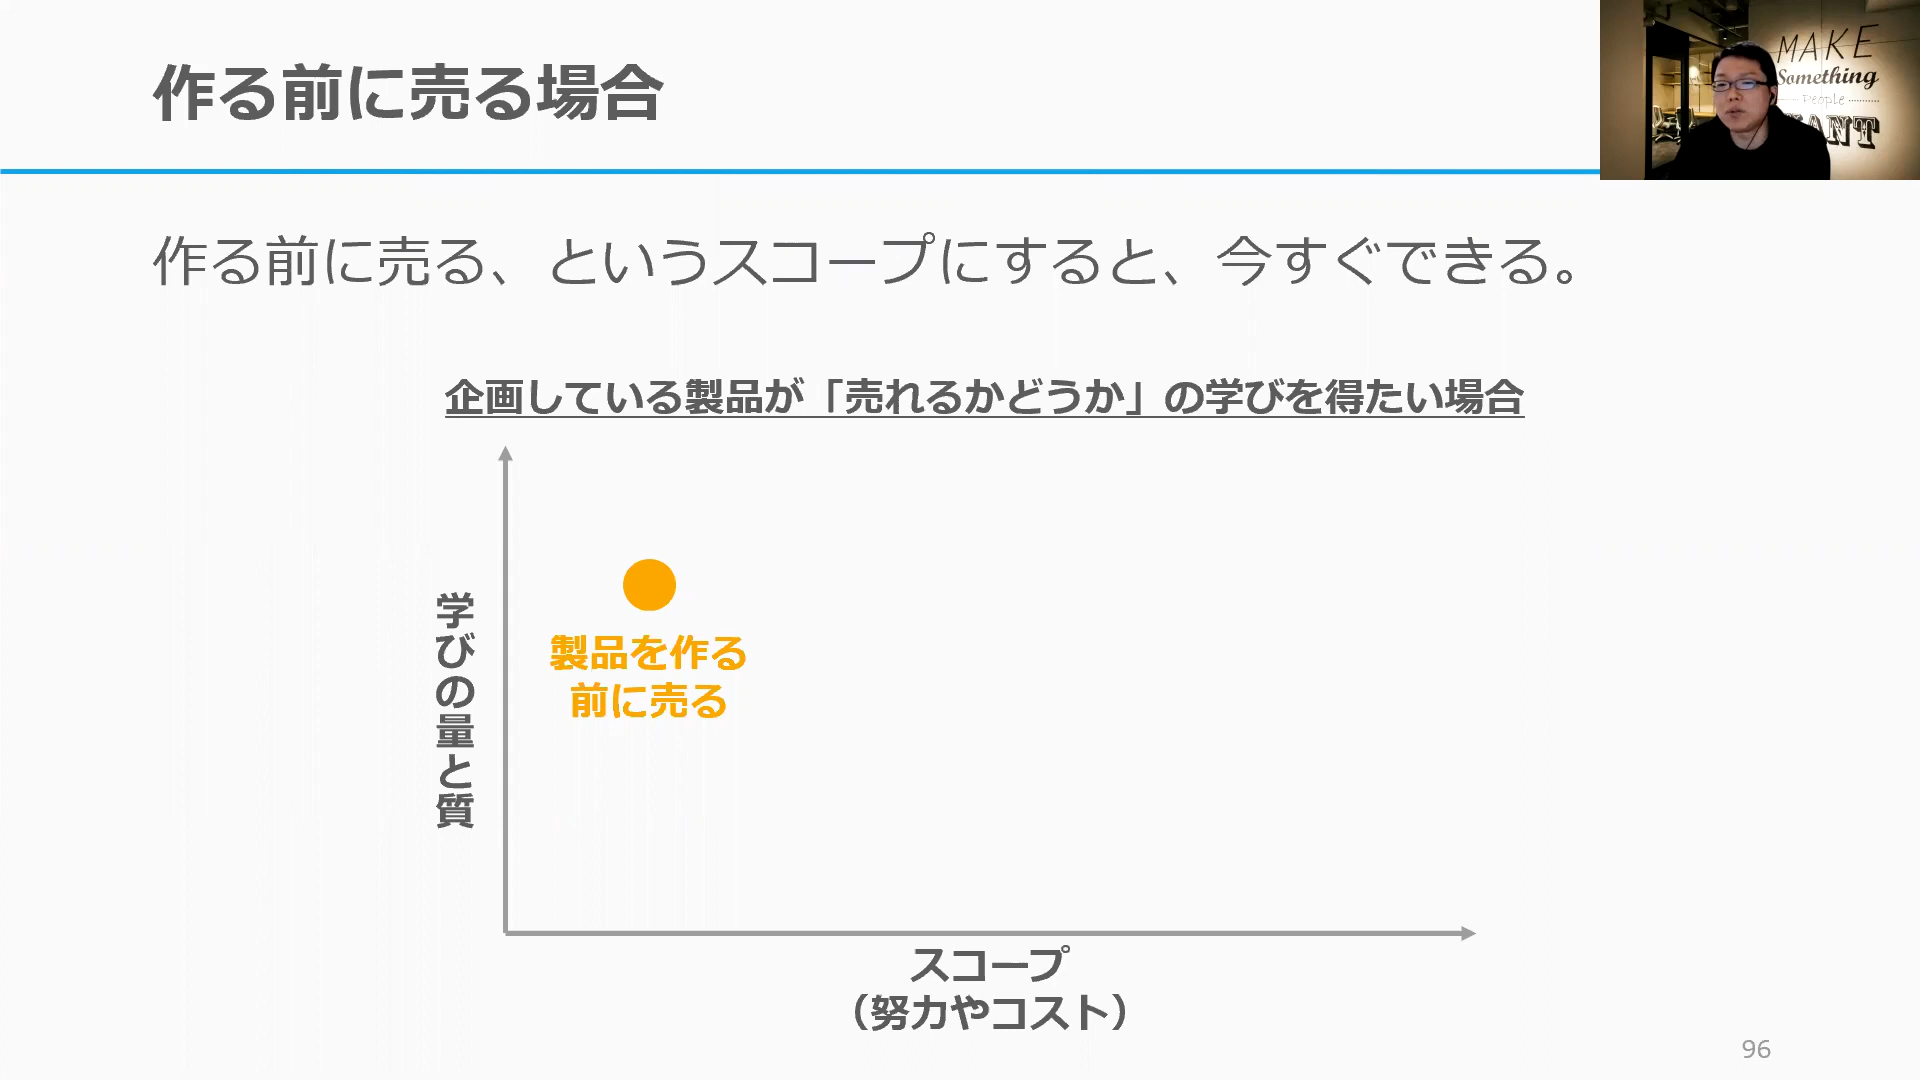 作る前に売る場合
MAKE
Something
People
WANT
作る前に売る、というスコープにすると、今すぐできる。
企画している製品が「売れるかどうか」の学びを得たい場合
学びの量と質
製品を作る
前に売る
スコープ
（努力やコスト）
96